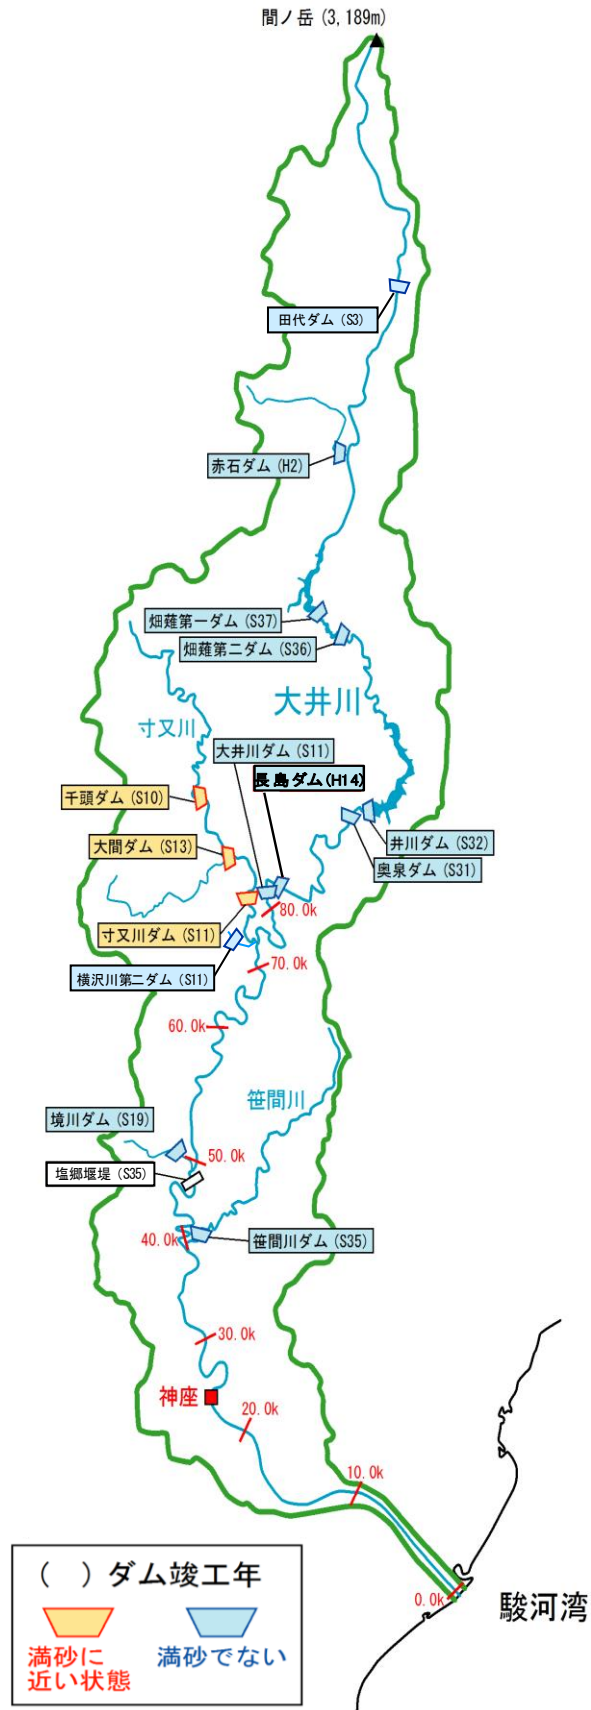 間ノ岳 (3,189m)
田代ダム (S3)
赤石ダム (H2)
畑薙第一ダム (S37)
畑薙第二ダム (S36)
大井川
寸又川
大井川ダム (S11)
長島ダム(H14)
千頭ダム (S10)
大間ダム (S13)
井川ダム (S32)
奥泉ダム (S31)
80.0k
寸又川ダム (S11)
70.0k
横沢川第二ダム (S11)
60.0k
笹間川
境川ダム (S19)
50.0k
塩郷堰堤 (S35)
40.0k
笹間川ダム (S35)
30.0k
神座
20.0k
10.0k
0.0k
駿河湾
( ) ダム竣工年
満砂に
近い状態
満砂でない